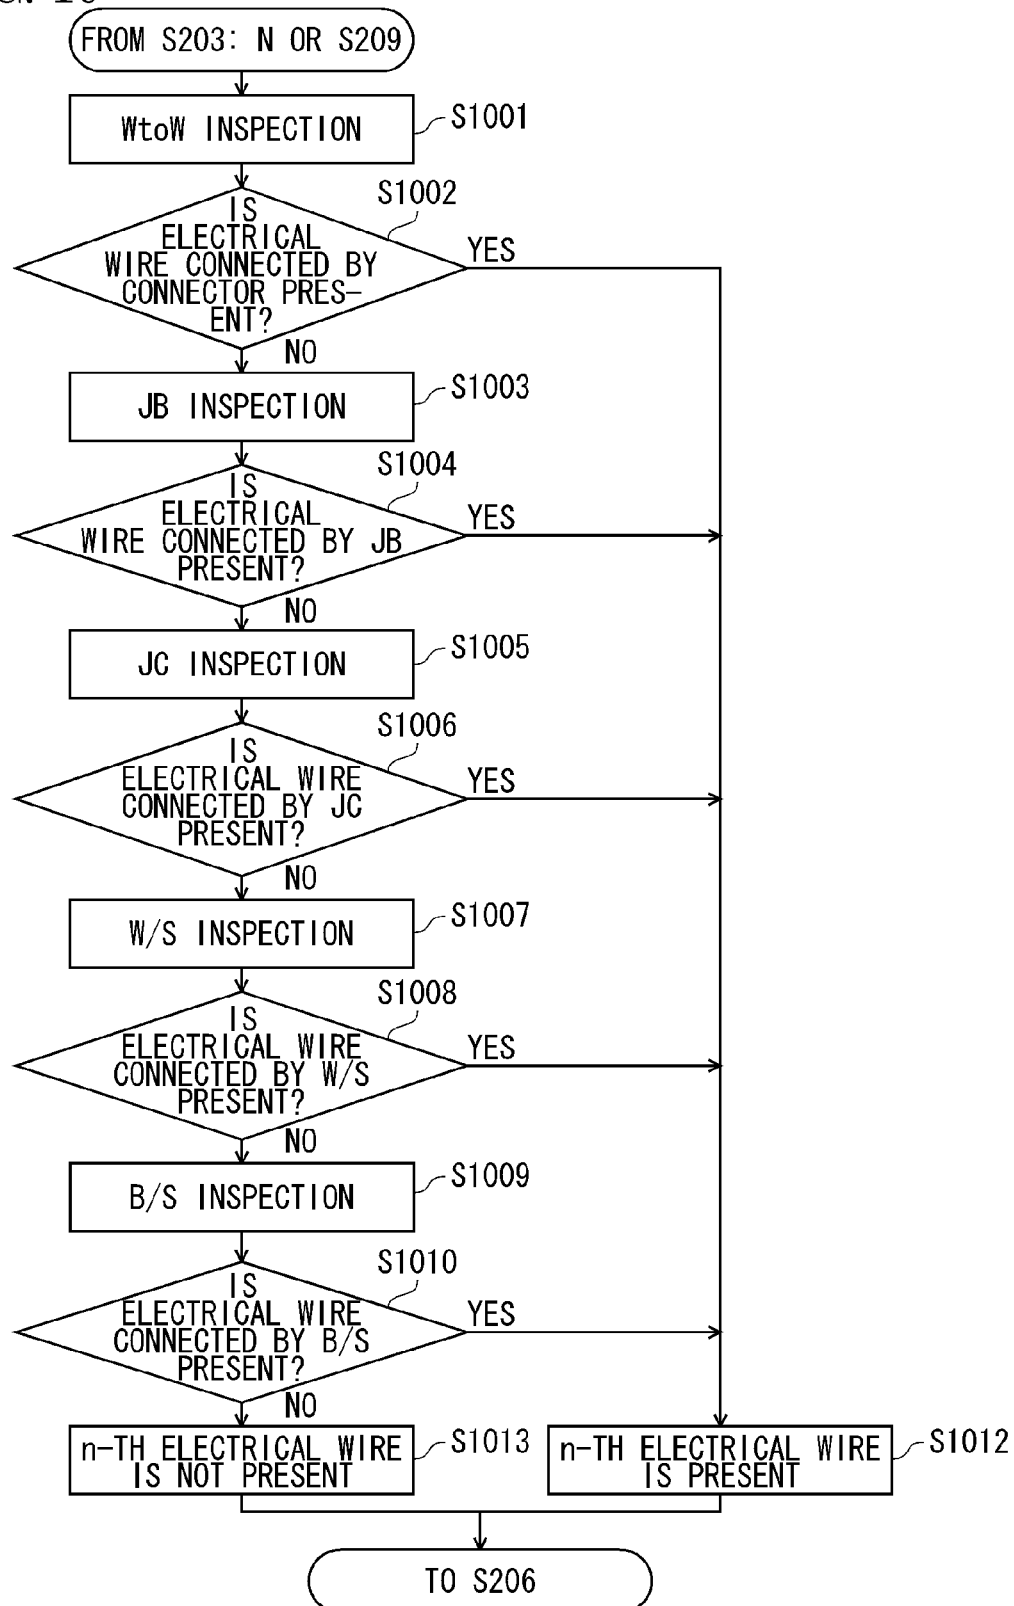 FROM S203: N OR S209
WtoW INSPECTION
S1001
S1002
IS
ELECTRICAL
WIRE CONNECTED BY
CONNECTOR PRES-
ENT?
YES
NO
JB INSPECTION
S1003
S1004
IS
ELECTRICAL
WIRE CONNECTED BY JB
PRESENT?
YES
NO
JC INSPECTION
S1005
S1006
IS
ELECTRICAL WIRE
CONNECTED BY JC
PRESENT?
YES
NO
W/S INSPECTION
S1007
S1008
IS
ELECTRICAL WIRE
CONNECTED BY W/S
PRESENT?
YES
NO
B/S INSPECTION
S1009
S1010
IS
ELECTRICAL WIRE
CONNECTED BY B/S
PRESENT?
YES
NO
n-TH ELECTRICAL WIRE
IS NOT PRESENT
S1013
n-TH ELECTRICAL WIRE
IS PRESENT
S1012
TO S206